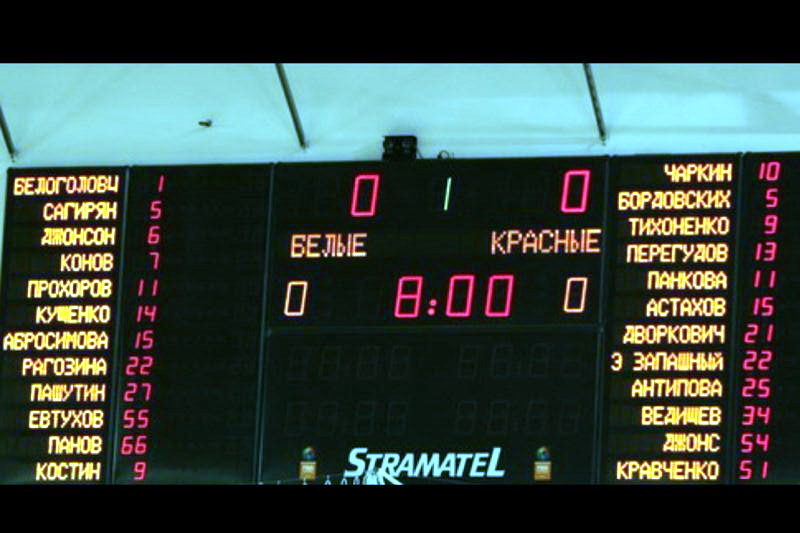 БЕЛОГОЛОВЦ 1
САГИРЯН 5
ДЖОНСОН 6
КОНОВ 7
ПРОХОРОВ 11
КУЩЕНКО 14
АБРОСИМОВА 15
РАГОЗИНА 22
ПАШУТИН 27
ЕВТУХОВ 55
ПАНОВ 66
КОСТИН 9
0 1 0
БЕЛЫЕ КРАСНЫЕ
0 8:00 0
STRAMATEL
ЧАРКИН 10
БОРДОВСКИХ 5
ТИХОНЕНКО 9
ПЕРЕГУДОВ 13
ПАНКОВА 11
АСТАХОВ 15
ДВОРКОВИЧ 21
Э ЗАПАШНЫЙ 22
АНТИПОВА 25
ВЕДИЩЕВ 34
ДЖОНС 54
КРАВЧЕНКО 51